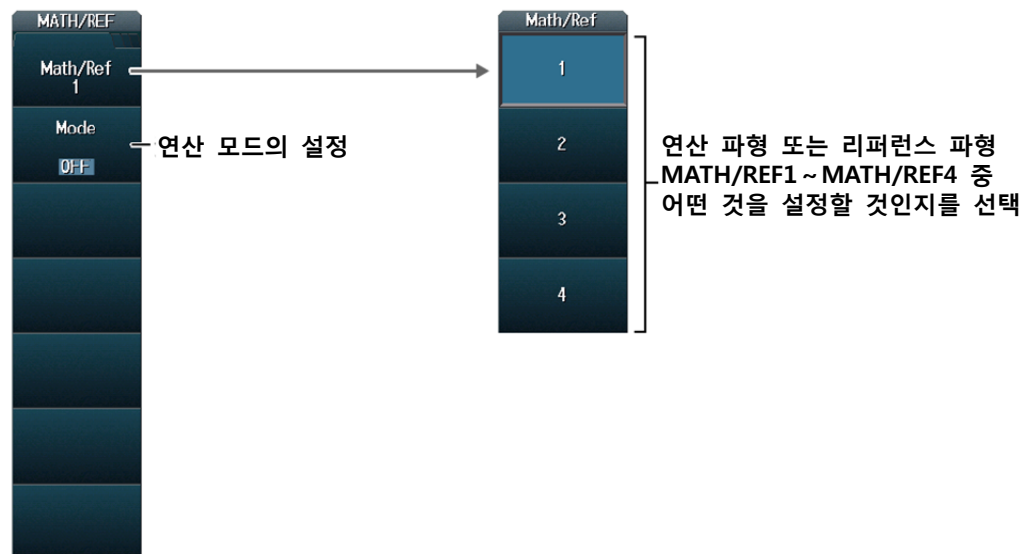 MATH/REF
Math/Ref
1
Mode
OFF
연산 모드의 설정
Math/Ref
1
2
3
4
연산 파형 또는 리퍼런스 파형
MATH/REF1 ~ MATH/REF4 중
어떤 것을 설정할 것인지를 선택